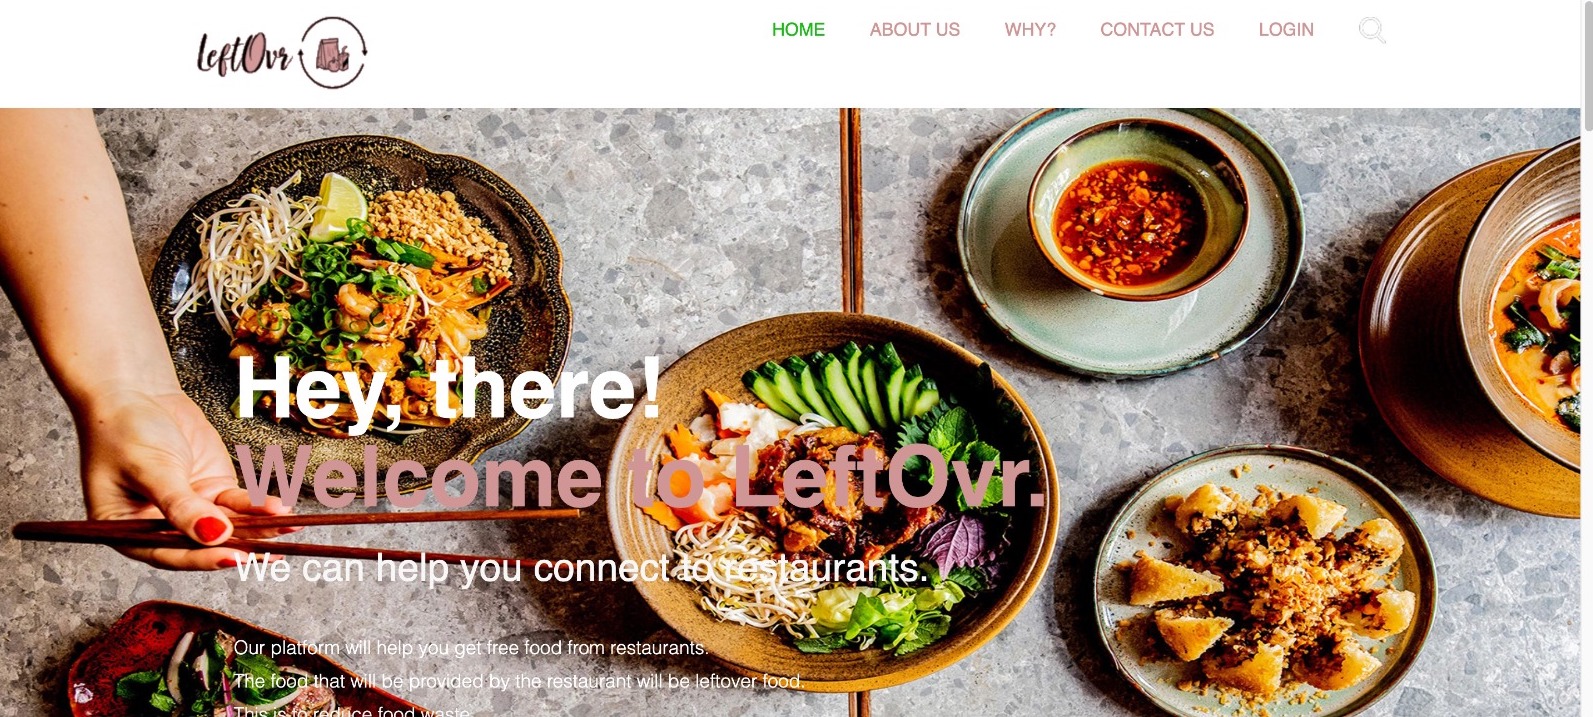 LeftOvr
HOME ABOUT US WHY? CONTACT US LOGIN
Hey, there!
Welcome to LeftOvr.
We can help you connect to restaurants.
Our platform will help you get free food from restaurants.
The food that will be provided by the restaurant will be leftover food.
This is to reduce food waste.